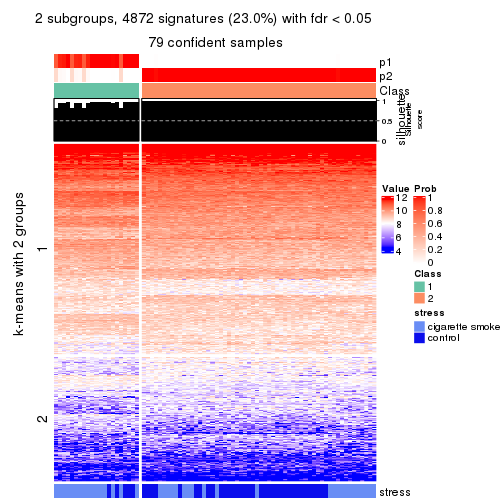 2 subgroups, 4872 signatures (23.0%) with fdr < 0.05
79 confident samples
p1
p2
Class
1
0.5
0
silhouette
Silhouette
score
k-means with 2 groups
1
2
stress
Value
12
10
8
6
4
Prob
1
0.8
0.6
0.4
0.2
0
Class
1
2
stress
cigarette smoke
control